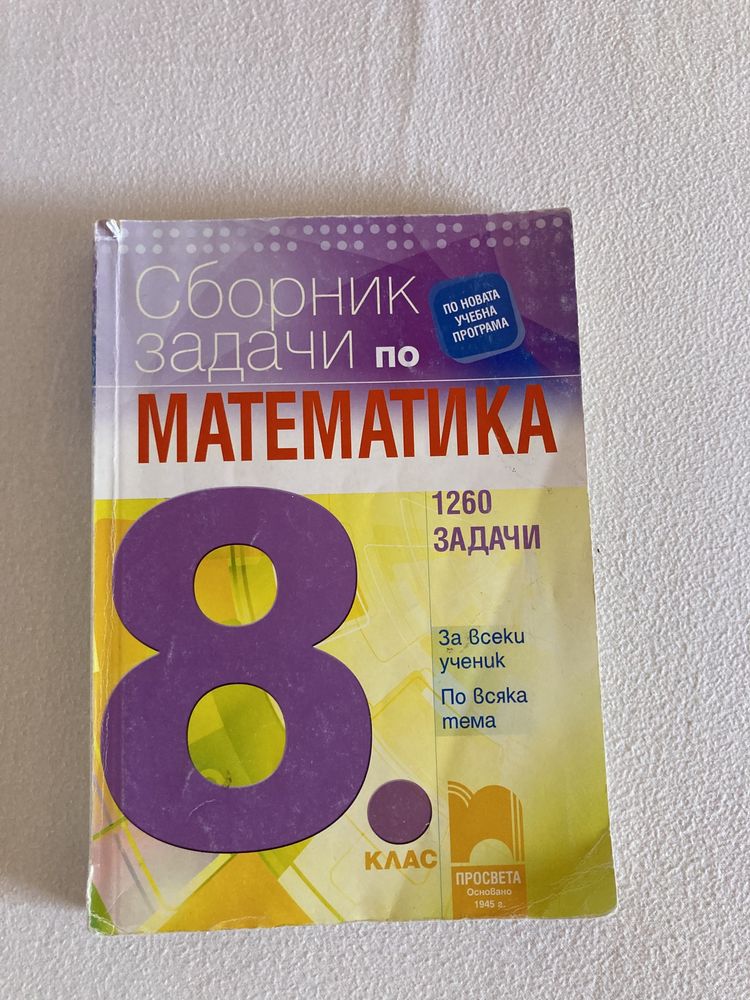 Сборник
задачи по
МАТЕМАТИКА
ПО НОВАТА
УЧЕБНА
ПРОГРАМА
1260
ЗАДАЧИ
За всеки
ученик
По всяка
тема
8.
КЛАС
ПРОСВЕТА
Основано
1945 г.